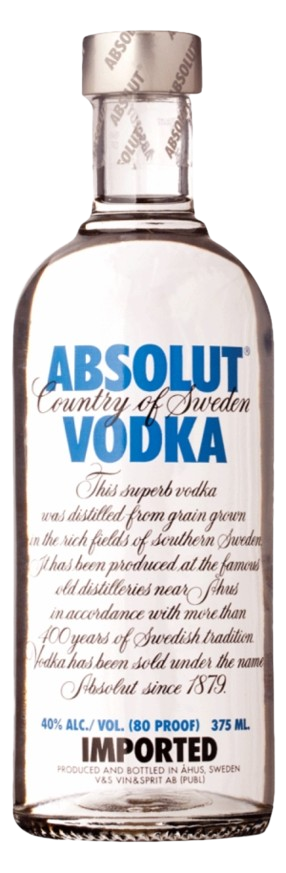 ABSOLUT
ABSOLUT
ABSOLUT
ABSOLUT®
Country of Sweden
VODKA
This superb vodka
was distilled from grain grown
in the rich fields of southern Sweden.
It has been produced at the famous
old distilleries near Åhus
in accordance with more than
400 years of Swedish tradition.
Vodka has been sold under the name
Absolut since 1879.
40% ALC./ VOL. (80 PROOF) 375 ML.
IMPORTED
PRODUCED AND BOTTLED IN ÅHUS, SWEDEN
V&S VIN&SPRIT AB (PUBL)